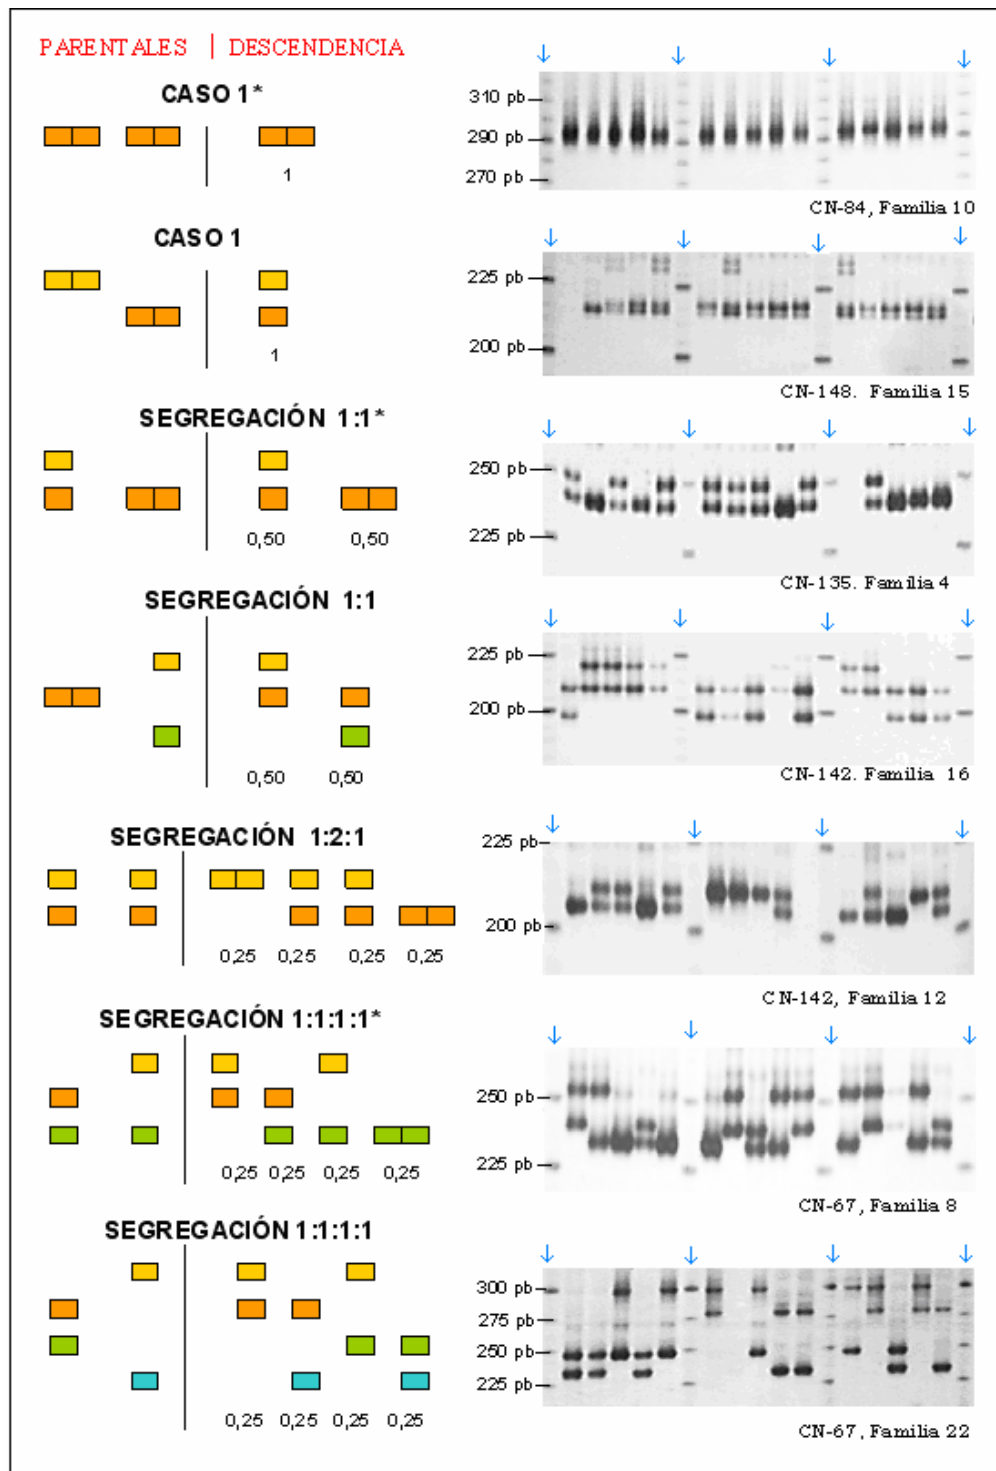 PARENTALES | DESCENDENCIA
CASO 1*
1
310 pb
290 pb
270 pb
CN-84, Familia 10
CASO 1
1
225 pb
200 pb
CN-148. Familia 15
SEGREGACIÓN 1:1*
0,50 0,50
250 pb
225 pb
CN-135. Familia 4
SEGREGACIÓN 1:1
0,50 0,50
225 pb
200 pb
CN-142. Familia 16
SEGREGACIÓN 1:2:1
0,25 0,25 0,25 0,25
225 pb
200 pb
CN-142, Familia 12
SEGREGACIÓN 1:1:1:1*
0,25 0,25 0,25 0,25
250 pb
225 pb
CN-67, Familia 8
SEGREGACIÓN 1:1:1:1
0,25 0,25 0,25 0,25
300 pb
275 pb
250 pb
225 pb
CN-67, Familia 22